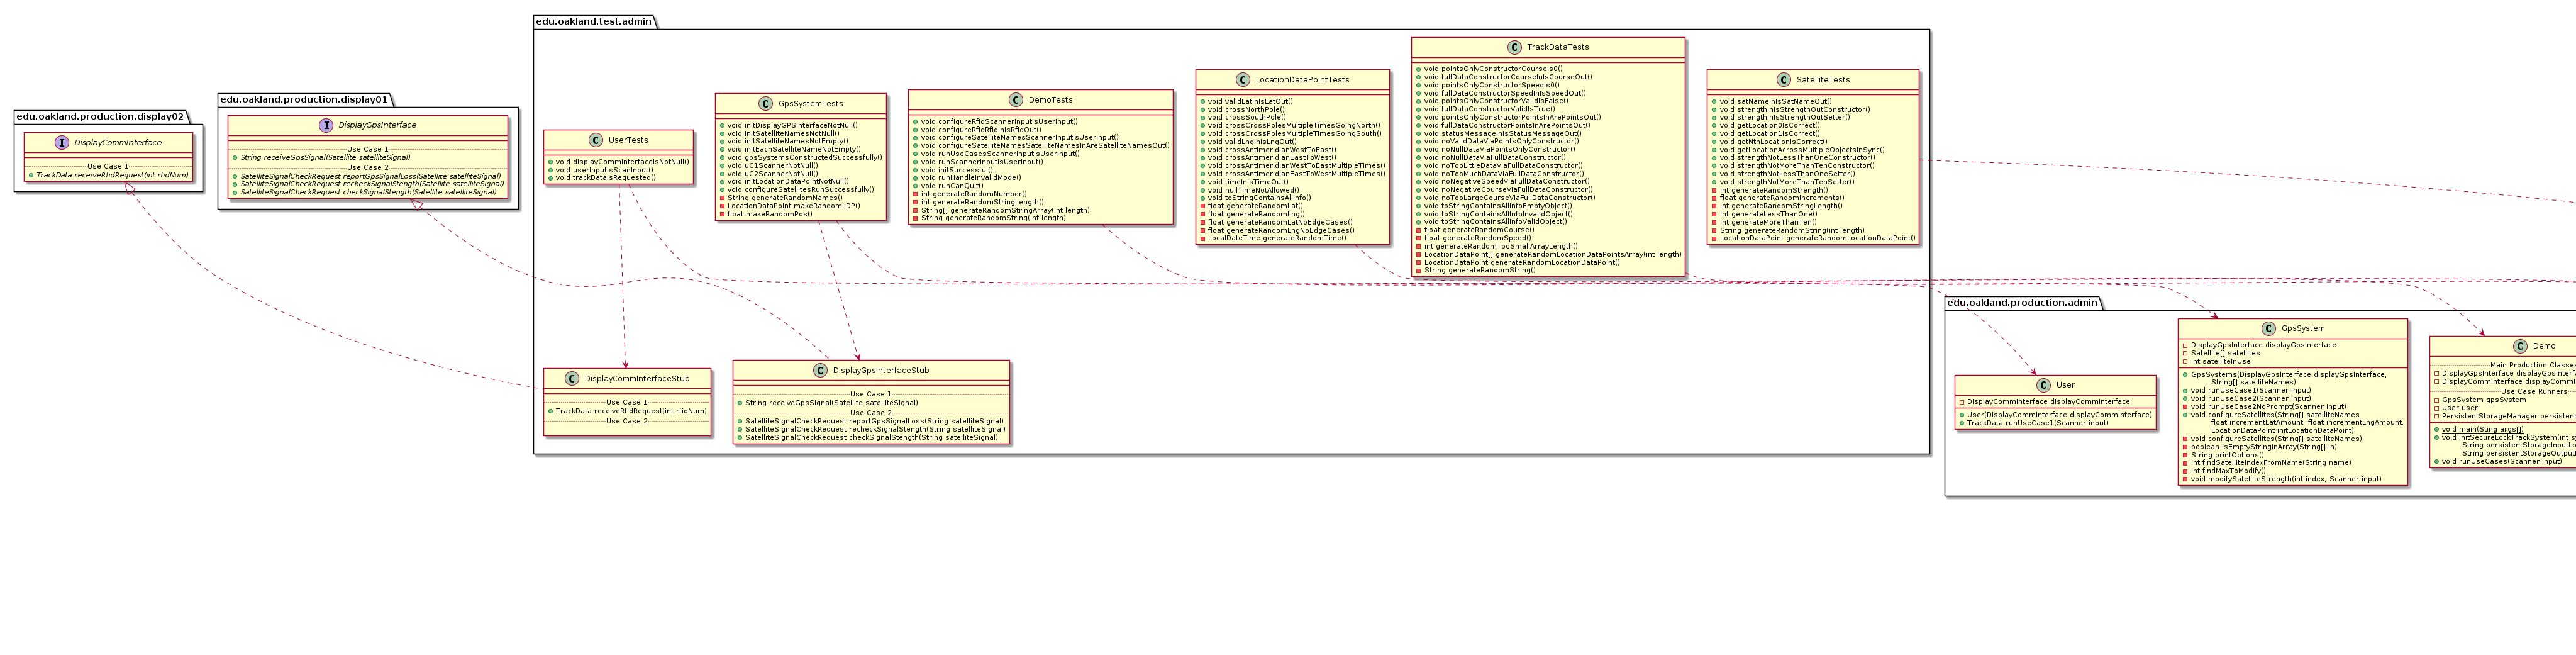 edu.oakland.production.display02
I DisplayCommInterface
Use Case 1
TrackData receiveRfidRequest(int rfidNum)
edu.oakland.production.display01
I DisplayGpsInterface
Use Case 1
String receiveGpsSignal(Satellite satelliteSignal)
Use Case 2
SatelliteSignalCheckRequest reportGpsSignalLoss(Satellite satelliteSignal)
SatelliteSignalCheckRequest recheckSignalStength(Satellite satelliteSignal)
SatelliteSignalCheckRequest checkSignalStength(Satellite satelliteSignal)
edu.oakland.test.admin
C UserTests
void displayCommInterfaceIsNotNull()
void userInputIsScanInput()
void trackDataIsRequested()
C GpsSystemTests
void initDisplayGPSInterfaceNotNull()
void initSatelliteNamesNotNull()
void initSatelliteNamesNotEmpty()
void initEachSatelliteNameNotEmpty()
void gpsSystemsConstructedSuccessfully()
void uC1ScannerNotNull()
void uC2ScannerNotNull()
void initLocationDataPointNotNull()
void configureSatellitesRunSuccessfully()
String generateRandomNames()
LocationDataPoint makeRandomLDP()
float makeRandomPos()
C DemoTests
void configureRfidScannerInputIsUserInput()
void configureRfidRfidInIsRfidOut()
void configureSatelliteNamesScannerInputIsUserInput()
void configureSatelliteNamesSatelliteNamesInAreSatelliteNamesOut()
void runUseCasesScannerInputIsUserInput()
void runScannerInputIsUserInput()
void initSuccessful()
void runHandleInvalidMode()
void runCanQuit()
int generateRandomNumber()
int generateRandomStringLength()
String[] generateRandomStringArray(int length)
String generateRandomString(int length)
C LocationDataPointTests
void validLatInIsLatOut()
void crossNorthPole()
void crossSouthPole()
void crossCrossPolesMultipleTimesGoingNorth()
void crossCrossPolesMultipleTimesGoingSouth()
void validLngInIsLngOut()
void crossAntimeridianWestToEast()
void crossAntimeridianEastToWest()
void crossAntimeridianWestToEastMultipleTimes()
void crossAntimeridianEastToWestMultipleTimes()
void timeInIsTimeOut()
void nullTimeNotAllowed()
void toStringContainsAllInfo()
float generateRandomLat()
float generateRandomLng()
float generateRandomLatNoEdgeCases()
float generateRandomLngNoEdgeCases()
LocalDateTime generateRandomTime()
C TrackDataTests
void pointsOnlyConstructorCourseIs0()
void fullDataConstructorCourseInIsCourseOut()
void pointsOnlyConstructorSpeedIs0()
void fullDataConstructorSpeedInIsSpeedOut()
void pointsOnlyConstructorValidIsFalse()
void fullDataConstructorValidIsTrue()
void pointsOnlyConstructorPointsInArePointsOut()
void fullDataConstructorPointsInArePointsOut()
void statusMessageInIsStatusMessageOut()
void noValidDataViaPointsOnlyConstructor()
void noNullDataViaPointsOnlyConstructor()
void noNullDataViaFullDataConstructor()
void noTooLittleDataViaFullDataConstructor()
void noTooMuchDataViaFullDataConstructor()
void noNegativeSpeedViaFullDataConstructor()
void noNegativeCourseViaFullDataConstructor()
void noTooLargeCourseViaFullDataConstructor()
void toStringContainsAllInfoEmptyObject()
void toStringContainsAllInfoInvalidObject()
void toStringContainsAllInfoValidObject()
float generateRandomCourse()
float generateRandomSpeed()
int generateRandomTooSmallArrayLength()
LocationDataPoint[] generateRandomLocationDataPointsArray(int length)
LocationDataPoint generateRandomLocationDataPoint()
String generateRandomString()
C SatelliteTests
void satNameInIsSatNameOut()
void strengthInIsStrengthOutConstructor()
void strengthInIsStrengthOutSetter()
void getLocation0IsCorrect()
void getLocation1IsCorrect()
void getNthLocationIsCorrect()
void getLocationAcrossMultipleObjectsInSync()
void strengthNotLessThanOneConstructor()
void strengthNotMoreThanTenConstructor()
void strengthNotLessThanOneSetter()
void strengthNotMoreThanTenSetter()
int generateRandomStrength()
float generateRandomIncrements()
int generateRandomStringLength()
int generateLessThanOne()
int generateMoreThanTen()
String generateRandomString(int length)
LocationDataPoint generateRandomLocationDataPoint()
C DisplayCommInterfaceStub
Use Case 1
TrackData receiveRfidRequest(int rfidNum)
Use Case 2
C DisplayGpsInterfaceStub
Use Case 1
String receiveGpsSignal(Satellite satelliteSignal)
Use Case 2
SatelliteSignalCheckRequest reportGpsSignalLoss(String satelliteSignal)
SatelliteSignalCheckRequest recheckSignalStength(String satelliteSignal)
SatelliteSignalCheckRequest checkSignalStength(String satelliteSignal)
edu.oakland.production.admin
C User
DisplayCommInterface displayCommInterface
User(DisplayCommInterface displayCommInterface)
TrackData runUseCase1(Scanner input)
C GpsSystem
DisplayGpsInterface displayGpsInterface
Satellite[] satellites
int satelliteInUse
GpsSystems(DisplayGpsInterface displayGpsInterface,
String[] satelliteNames)
void runUseCase1(Scanner input)
void runUseCase2(Scanner input)
void runUseCase2NoPrompt(Scanner input)
void configureSatellites(String[] satelliteNames
float incrementLatAmount, float incrementLngAmount,
LocationDataPoint initLocationDataPoint)
void configureSatellites(String[] satelliteNames)
boolean isEmptyStringInArray(String[] in)
String printOptions()
int findSatelliteIndexFromName(String name)
int findMaxToModify()
void modifySatelliteStrength(int index, Scanner input)
C Demo
Main Production Classes
DisplayGpsInterface displayGpsInterfa
DisplayCommInterface displayCommI
Use Case Runners
GpsSystem gpsSystem
User user
PersistentStorageManager persistent
void main(String args[])
void initSecureLockTrackSystem(int s
String persistentStorageInputLo
String persistentStorageOutput
void runUseCases(Scanner input)